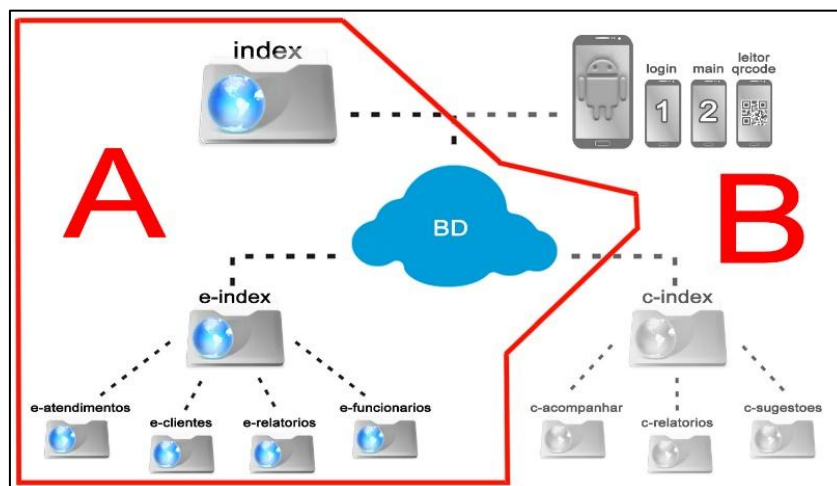 index
login
main
leitor
qrcode
1
2
A
B
BD
e-index
c-index
e-atendimentos
e-clientes
e-relatorios
e-funcionarios
c-acompanhar
c-relatorios
c-sugestoes